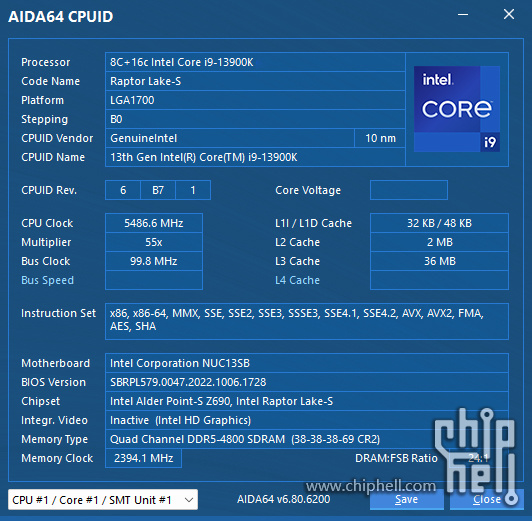 AIDA64 CPUID
Processor 8C+16c Intel Core i9-13900K
Code Name Raptor Lake-S
Platform LGA1700
Stepping B0
CPUID Vendor GenuineIntel 10 nm
CPUID Name 13th Gen Intel(R) Core(TM) i9-13900K
intel
CORE
i9
CPUID Rev. 6 B7 1 Core Voltage
CPU Clock 5486.6 MHz L1I / L1D Cache 32 KB / 48 KB
Multiplier 55x L2 Cache 2 MB
Bus Clock 99.8 MHz L3 Cache 36 MB
Bus Speed L4 Cache
Instruction Set x86, x86-64, MMX, SSE, SSE2, SSE3, SSSE3, SSE4.1, SSE4.2, AVX, AVX2, FMA,
AES, SHA
Motherboard Intel Corporation NUC13SB
BIOS Version SBRPL579.0047.2022.1006.1728
Chipset Intel Alder Point-S Z690, Intel Raptor Lake-S
Integr. Video Inactive (Intel HD Graphics)
Memory Type Quad Channel DDR5-4800 SDRAM (38-38-38-69 CR2)
Memory Clock 2394.1 MHz DRAM:FSB Ratio 24:1
chip
hell
www.chiphell.com
CPU #1 / Core #1 / SMT Unit #1 AIDA64 v6.80.6200 Save Close